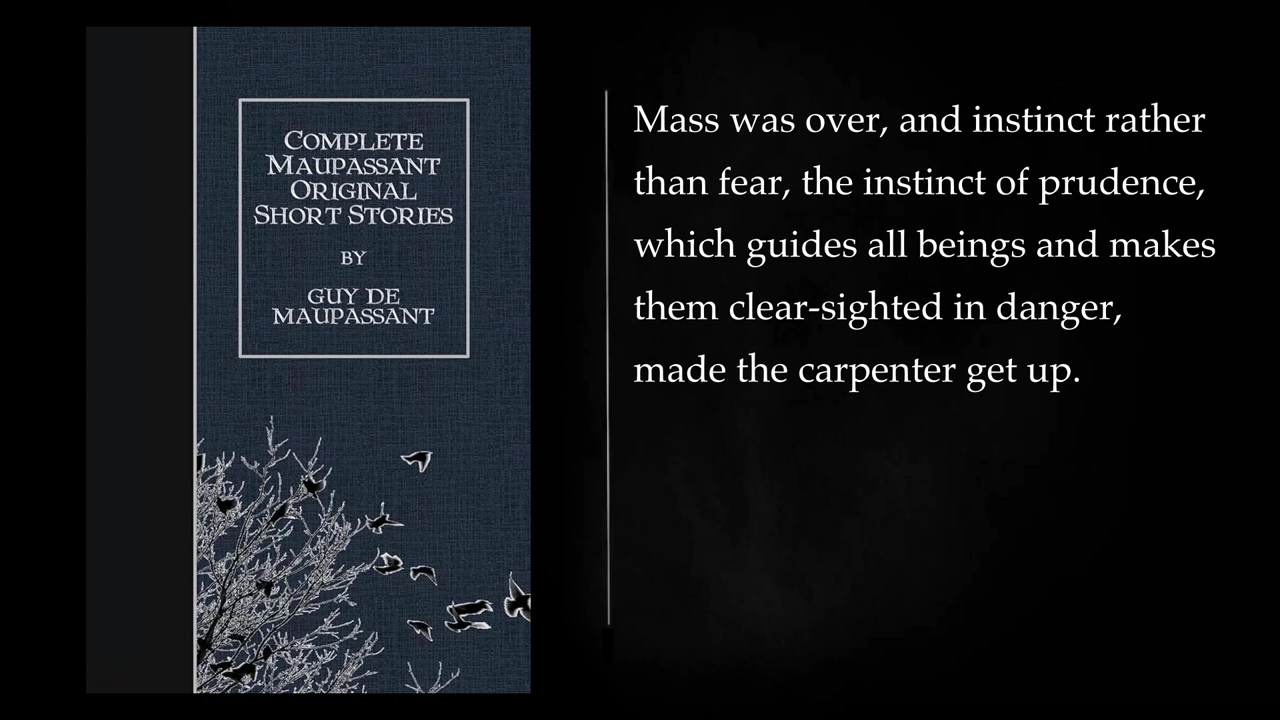 COMPLETE
MAUPASSANT
ORIGINAL
SHORT STORIES
BY
GUY DE
MAUPASSANT
Mass was over, and instinct rather
than fear, the instinct of prudence,
which guides all beings and makes
them clear-sighted in danger,
made the carpenter get up.